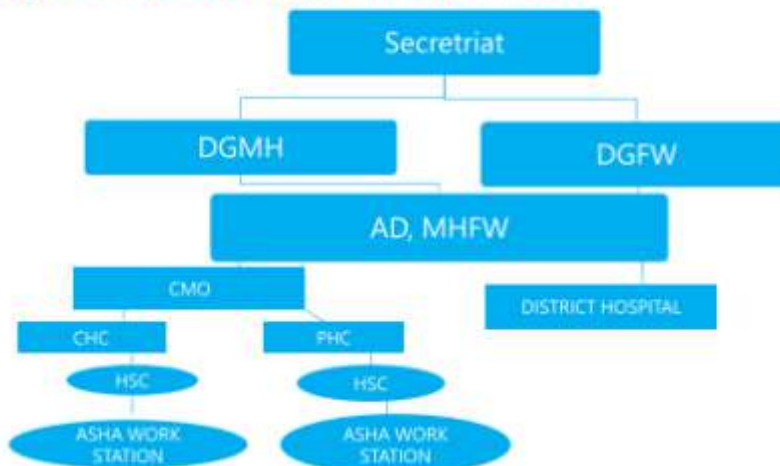 Secretriat
DGMH
DGFW
AD, MHFW
CMO
DISTRICT HOSPITAL
CHC
PHC
HSC
HSC
ASHA WORK
STATION
ASHA WORK
STATION